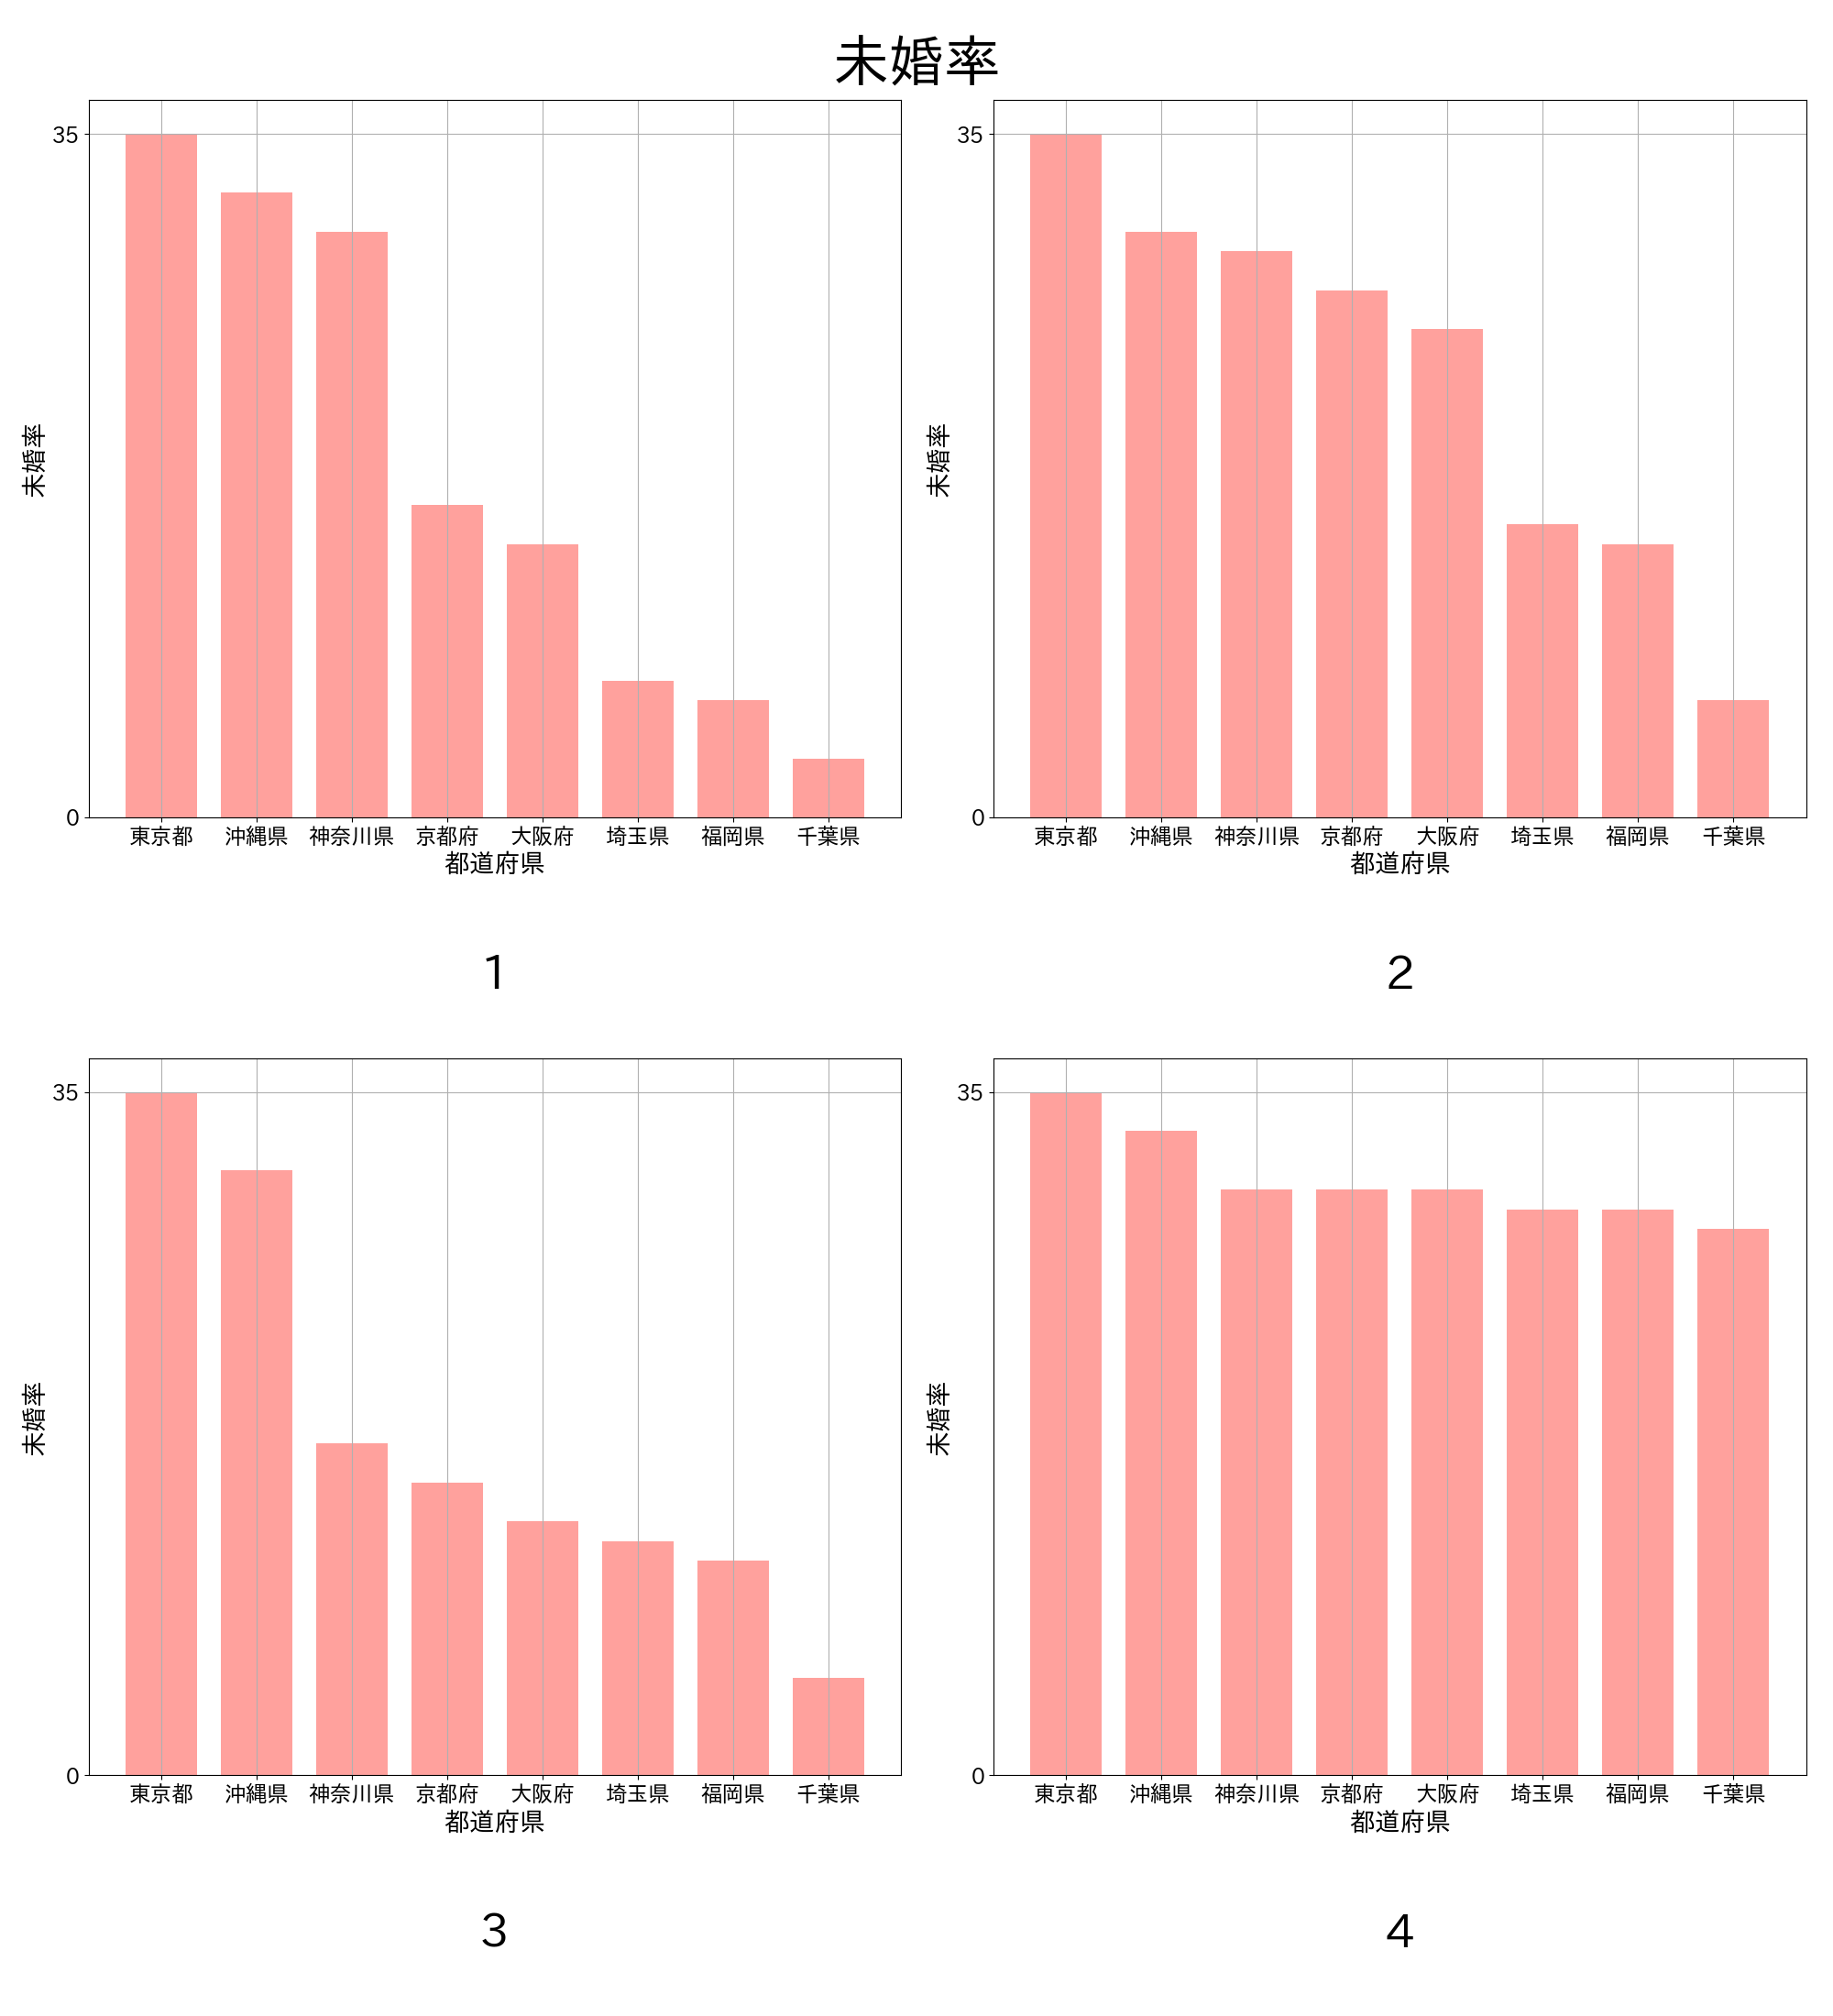 未婚率
35
0
未婚率
東京都 沖縄県 神奈川県 京都府 大阪府 埼玉県 福岡県 千葉県
都道府県
1
35
0
未婚率
東京都 沖縄県 神奈川県 京都府 大阪府 埼玉県 福岡県 千葉県
都道府県
2
35
0
未婚率
東京都 沖縄県 神奈川県 京都府 大阪府 埼玉県 福岡県 千葉県
都道府県
3
35
0
未婚率
東京都 沖縄県 神奈川県 京都府 大阪府 埼玉県 福岡県 千葉県
都道府県
4